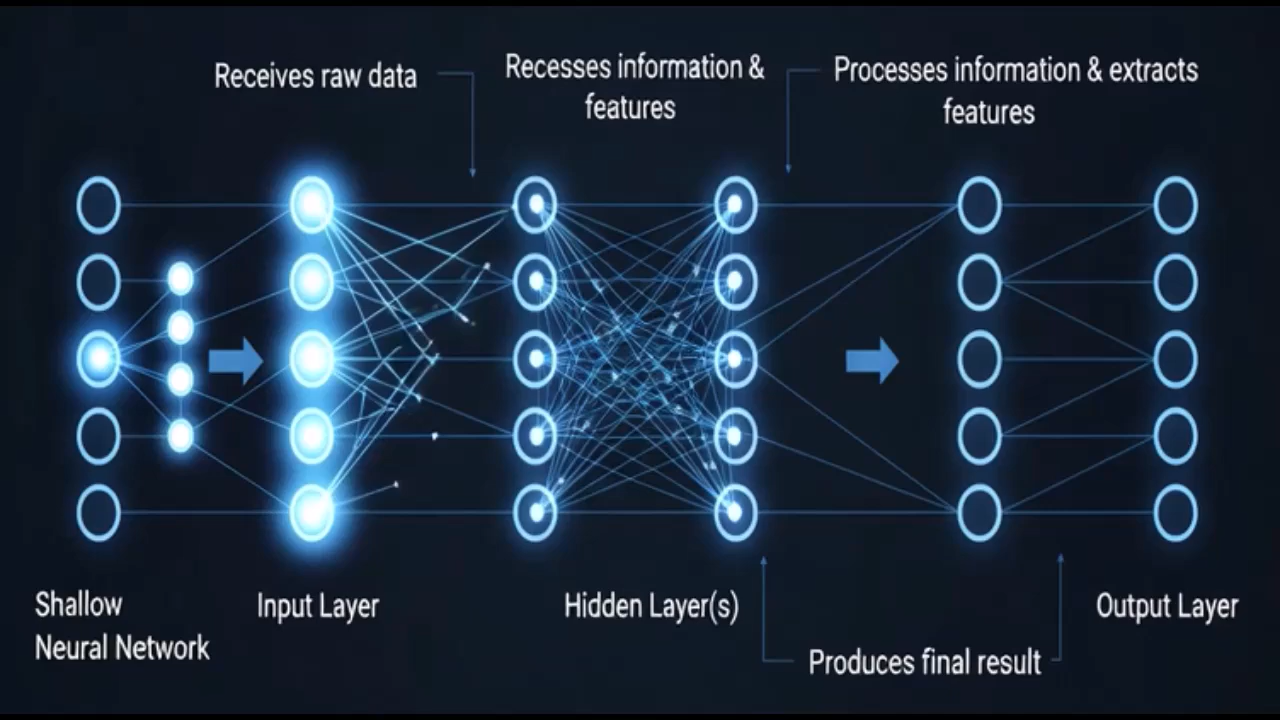 Receives raw data
Recesses information &
features
Processes information & extracts
features
Shallow
Neural Network
Input Layer
Hidden Layer(s)
Output Layer
Produces final result